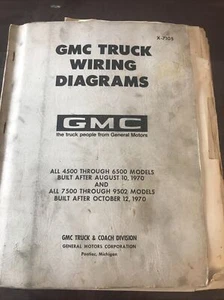 X-7103
GMC TRUCK
WIRING
DIAGRAMS
GMC
the truck people from General Motors
ALL 4500 THROUGH 6500 MODELS
BUILT AFTER AUGUST 10, 1970
AND
ALL 7500 THROUGH 9502 MODELS
BUILT AFTER OCTOBER 12, 1970
GMC TRUCK & COACH DIVISION
GENERAL MOTORS CORPORATION
Pontiac, Michigan